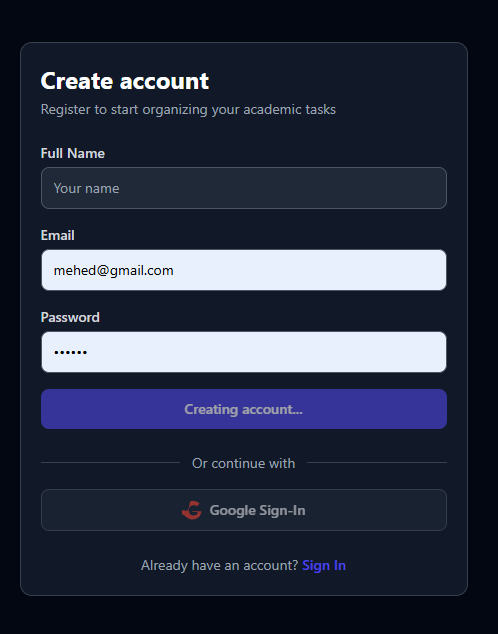 Create account
Register to start organizing your academic tasks
Full Name
Your name
Email
mehed@gmail.com
Password
••••••
Creating account...
Or continue with
Google Sign-In
Already have an account? Sign In